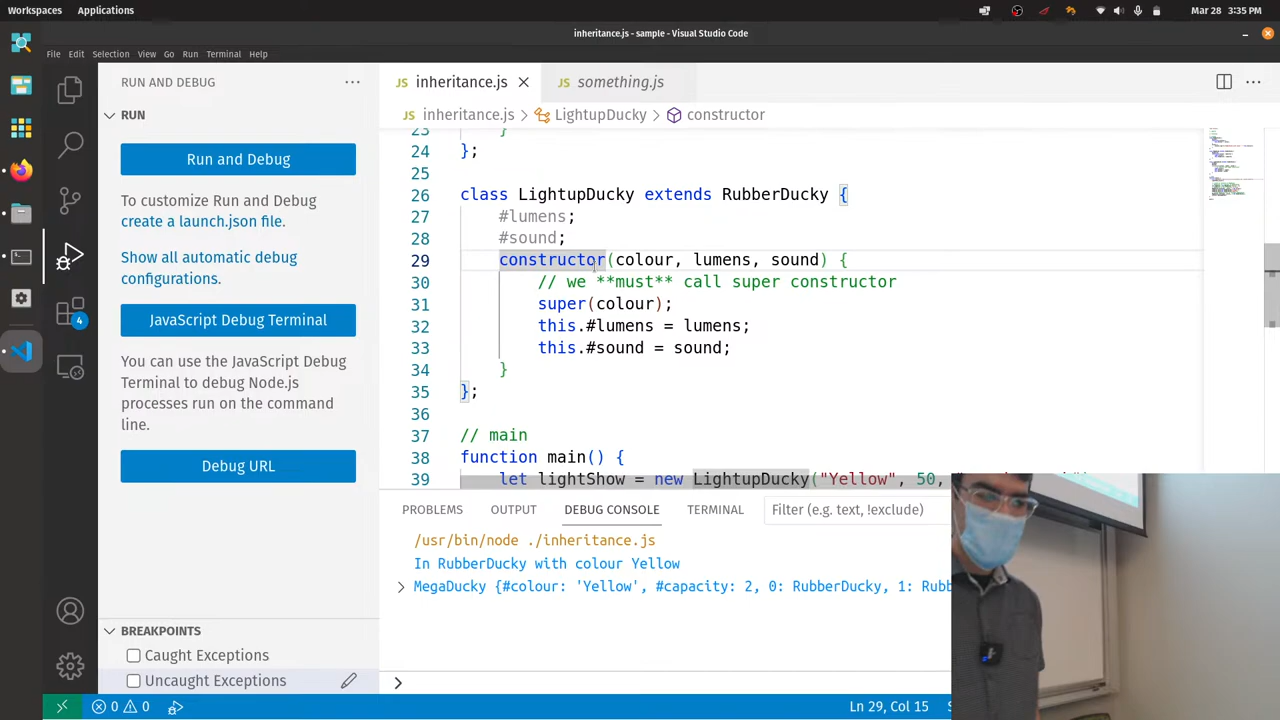 Workspaces Applications Mar 28 3:35 PM
inheritance.js - sample - Visual Studio Code
File Edit Selection View Go Run Terminal Help
RUN AND DEBUG ···
RUN
Run and Debug
To customize Run and Debug
create a launch.json file.
Show all automatic debug
configurations.
JavaScript Debug Terminal
You can use the JavaScript Debug
Terminal to debug Node.js
processes run on the command
line.
Debug URL
4
BREAKPOINTS
Caught Exceptions
Uncaught Exceptions
JS inheritance.js JS something.js
JS inheritance.js > LightupDucky > constructor
23 }
24 };
25
26 class LightupDucky extends RubberDucky {
27 #lumens;
28 #sound;
29 constructor(colour, lumens, sound) {
30 // we **must** call super constructor
31 super(colour);
32 this.#lumens = lumens;
33 this.#sound = sound;
34 }
35 };
36
37 // main
38 function main() {
39 let lightShow = new LightupDucky("Yellow", 50,
PROBLEMS OUTPUT DEBUG CONSOLE TERMINAL Filter (e.g. text, !exclude)
/usr/bin/node ./inheritance.js
In RubberDucky with colour Yellow
> MegaDucky {#colour: 'Yellow', #capacity: 2, 0: RubberDucky, 1: Rubb
>
0 0 Ln 29, Col 15